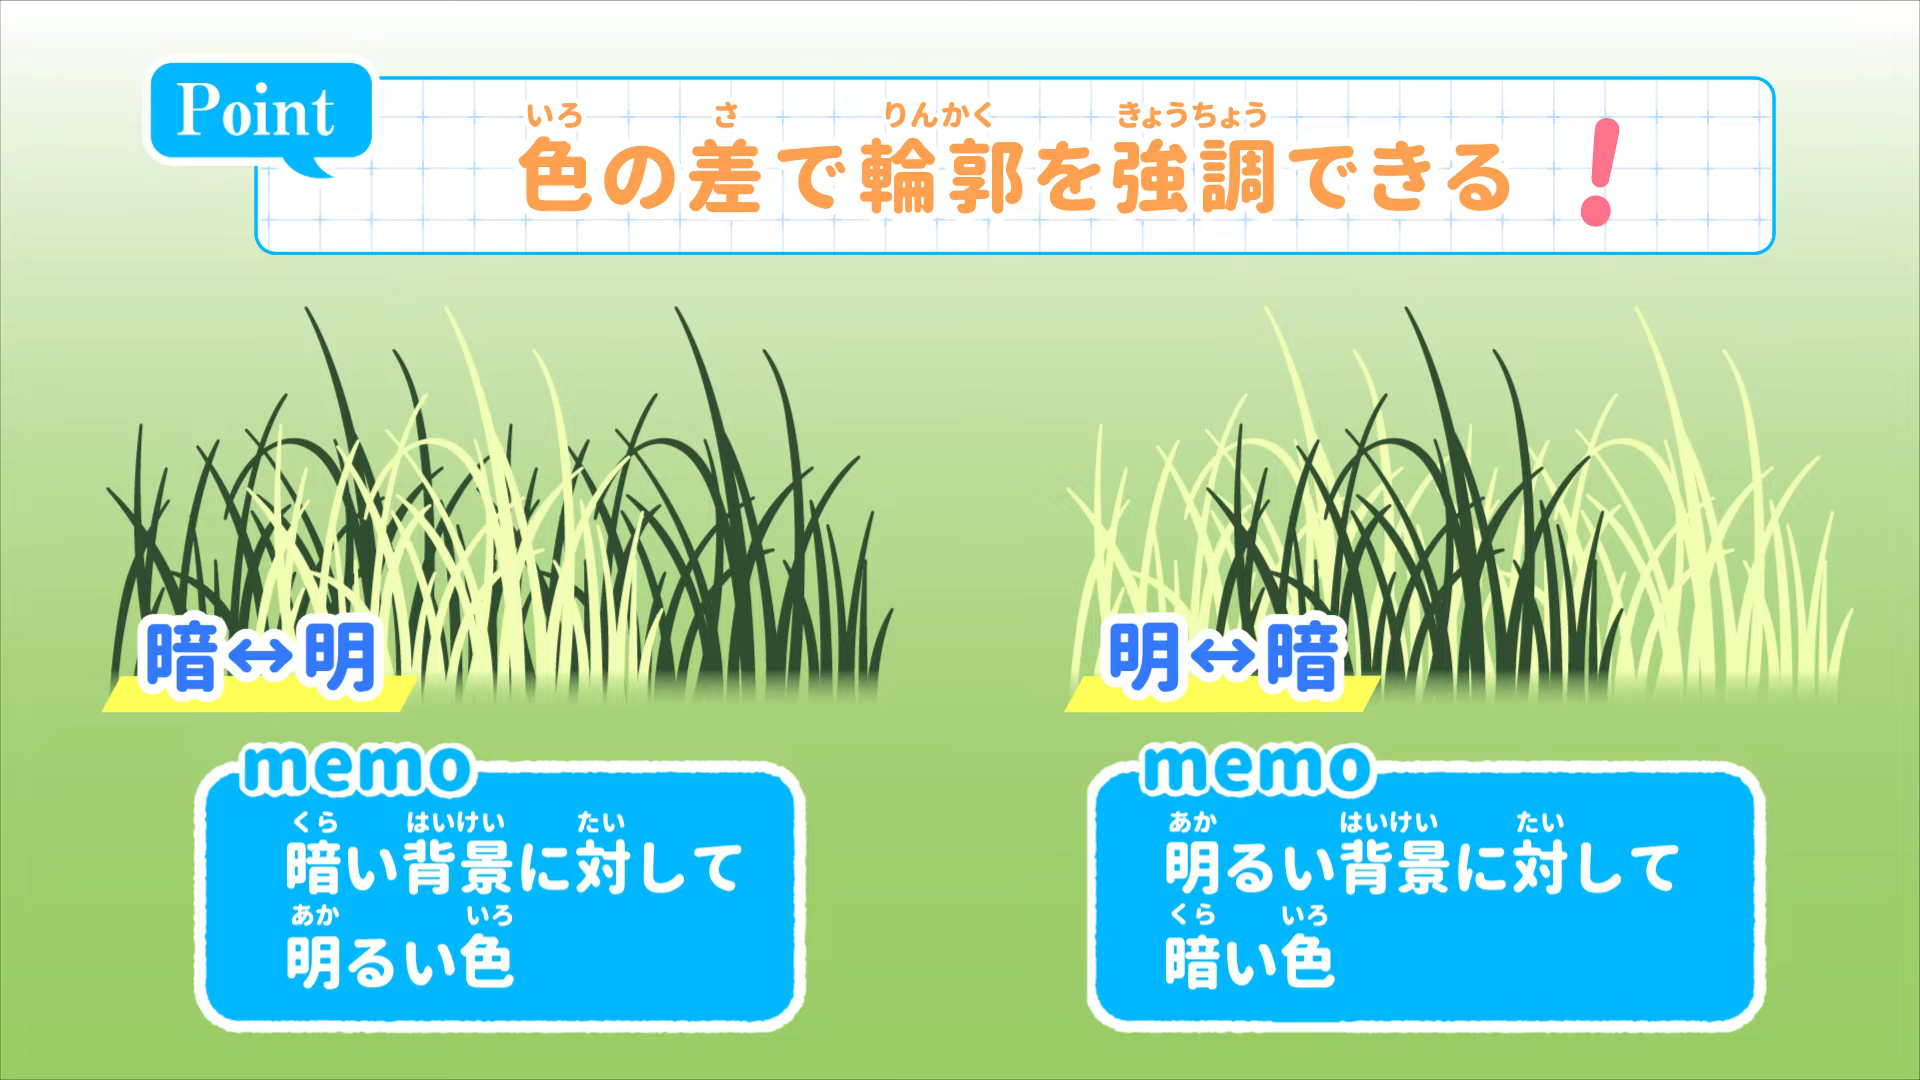 Point
いろ さ りんかく きょうちょう
色の差で輪郭を強調できる！
暗↔明
明↔暗
memo
くら はいけい たい
暗い背景に対して
あか いろ
明るい色
memo
あか はいけい たい
明るい背景に対して
くら いろ
暗い色